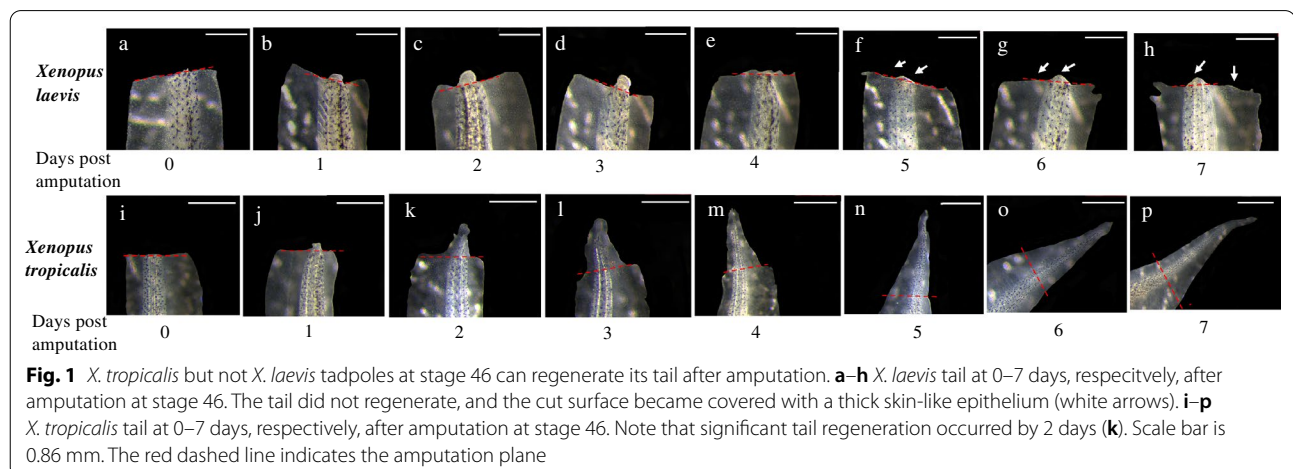 a b c d e f g h
Xenopus
laevis
Days post
amputation
0 1 2 3 4 5 6 7
i j k l m n o p
Xenopus
tropicalis
Days post
amputation
0 1 2 3 4 5 6 7
Fig. 1 X. tropicalis but not X. laevis tadpoles at stage 46 can regenerate its tail after amputation. a–h X. laevis tail at 0–7 days, respecitvely, after
amputation at stage 46. The tail did not regenerate, and the cut surface became covered with a thick skin-like epithelium (white arrows). i–p
X. tropicalis tail at 0–7 days, respectively, after amputation at stage 46. Note that significant tail regeneration occurred by 2 days (k). Scale bar is
0.86 mm. The red dashed line indicates the amputation plane